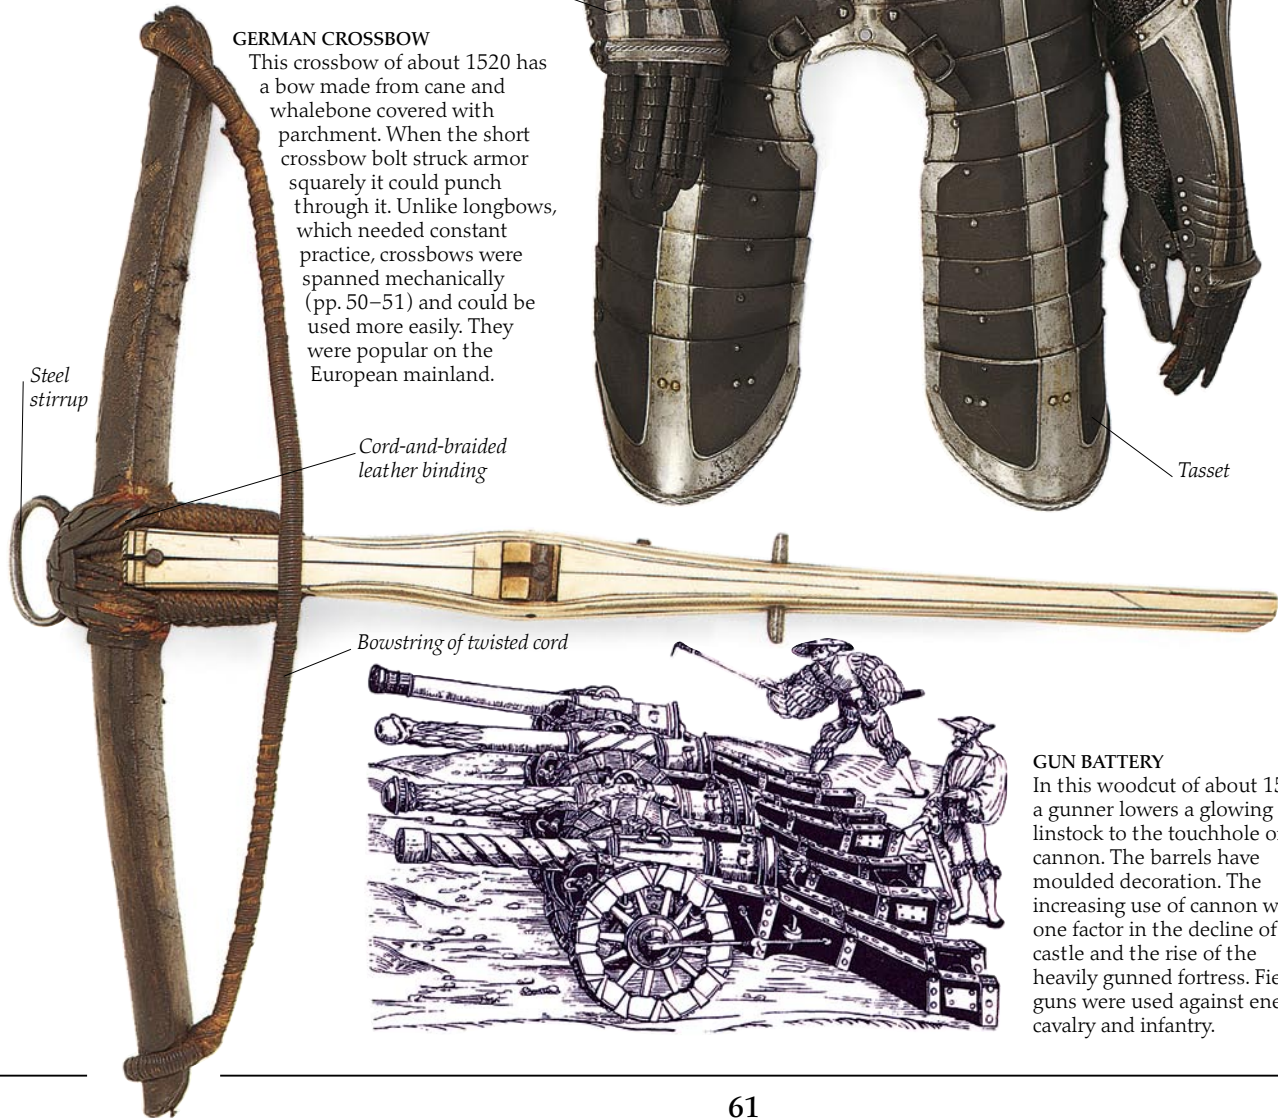 GERMAN CROSSBOW
This crossbow of about 1520 has
a bow made from cane and
whalebone covered with
parchment. When the short
crossbow bolt struck armor
squarely it could punch
through it. Unlike longbows,
which needed constant
practice, crossbows were
spanned mechanically
(pp. 50–51) and could be
used more easily. They
were popular on the
European mainland.
Steel
stirrup
Cord-and-braided
leather binding
Tasset
Bowstring of twisted cord
GUN BATTERY
In this woodcut of about
a gunner lowers a glowing
linstock to the touchhole
cannon. The barrels have
moulded decoration. The
increasing use of cannon
one factor in the decline of
castle and the rise of the
heavily gunned fortress.
guns were used against
cavalry and infantry.
61